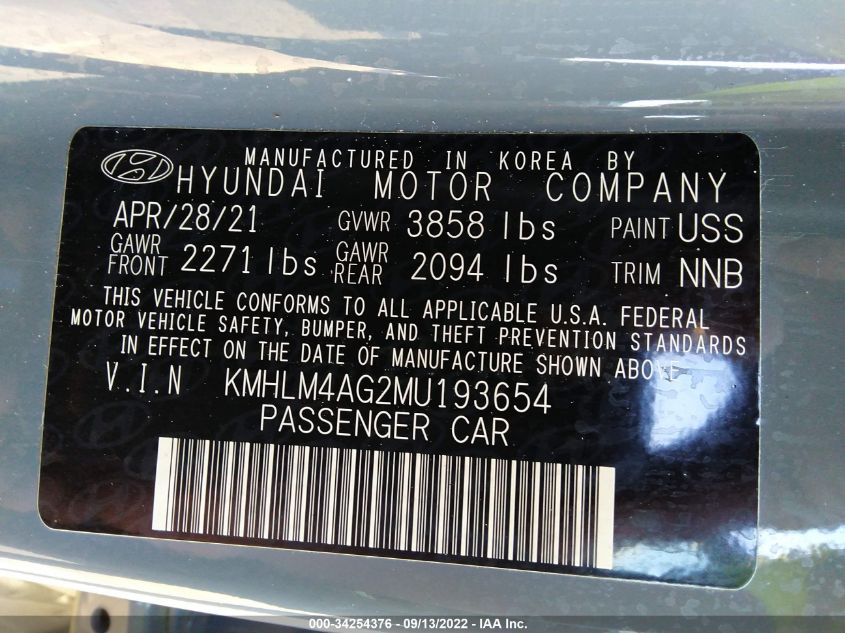 MANUFACTURED IN KOREA BY
HYUNDAI MOTOR COMPANY
APR/28/21 GVWR 3858 lbs PAINT USS
GAWR FRONT 2271 lbs GAWR REAR 2094 lbs TRIM NNB
THIS VEHICLE CONFORMS TO ALL APPLICABLE U.S.A. FEDERAL
MOTOR VEHICLE SAFETY, BUMPER, AND THEFT PREVENTION STANDARDS
IN EFFECT ON THE DATE OF MANUFACTURE SHOWN ABOVE
V.I.N KMHLM4AG2MU193654
PASSENGER CAR
000-34254376 - 09/13/2022 - IAA Inc.